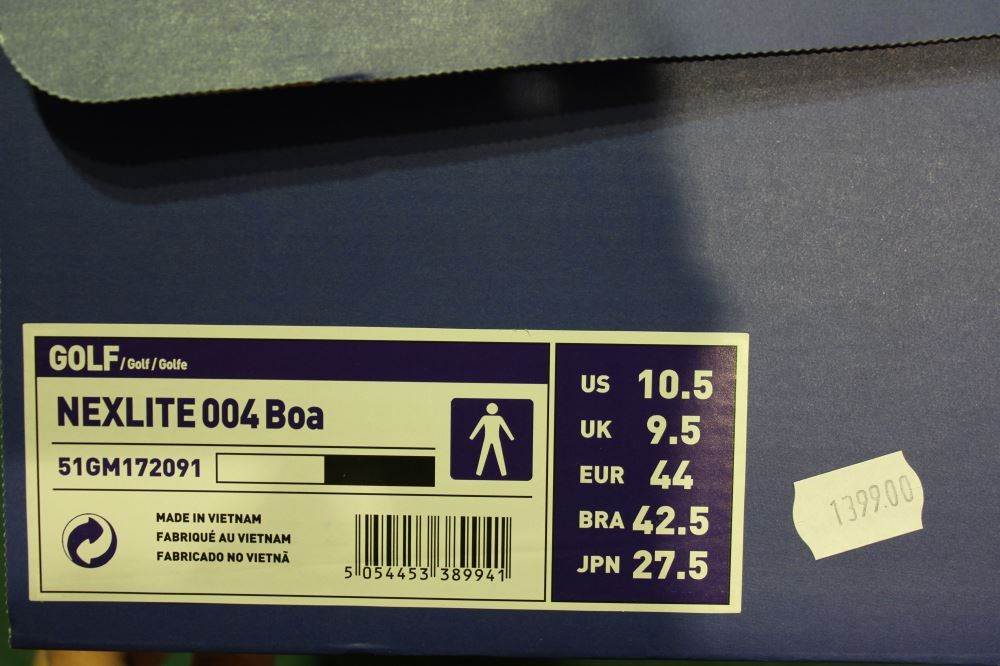 GOLF / Golf / Golfe
NEXLITE 004 Boa
51GM172091
MADE IN VIETNAM
FABRIQUÉ AU VIETNAM
FABRICADO NO VIETNÃ
5 054453 389941
US 10.5
UK 9.5
EUR 44
BRA 42.5
JPN 27.5
1399.00